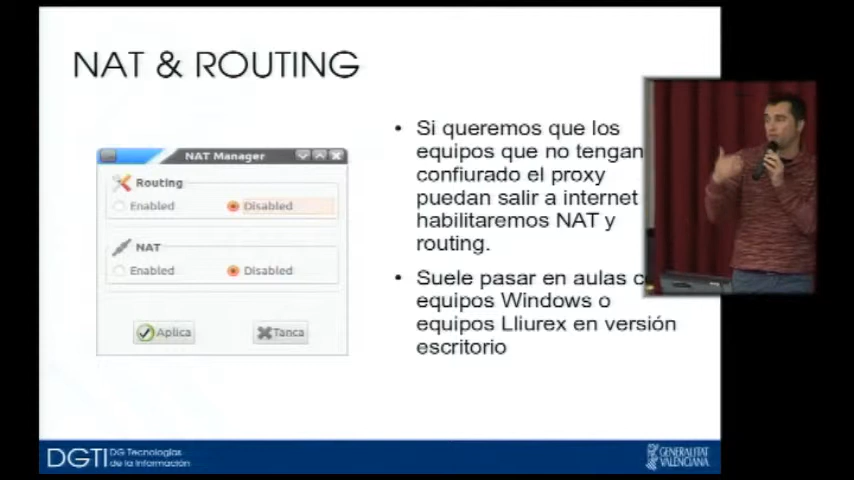 NAT & ROUTING
NAT Manager
Routing
Enabled Disabled
NAT
Enabled Disabled
Aplica Tanca
• Si queremos que los
equipos que no tengan
confiurado el proxy
puedan salir a internet
habilitaremos NAT y
routing.
• Suele pasar en aulas c
equipos Windows o
equipos Lliurex en versión
escritorio
DGTI DG Tecnologías
de la Información
GENERALITAT
VALENCIANA